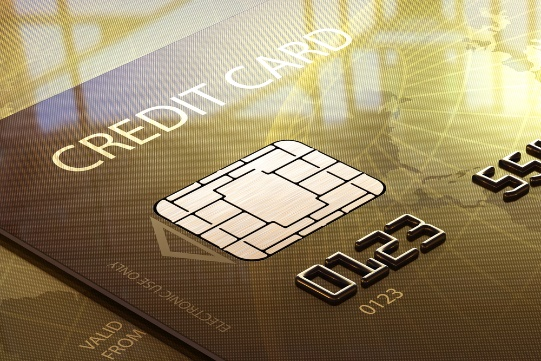 CREDIT CARD
0123 55
0123
ELECTRONIC USE ONLY
VALID
FROM